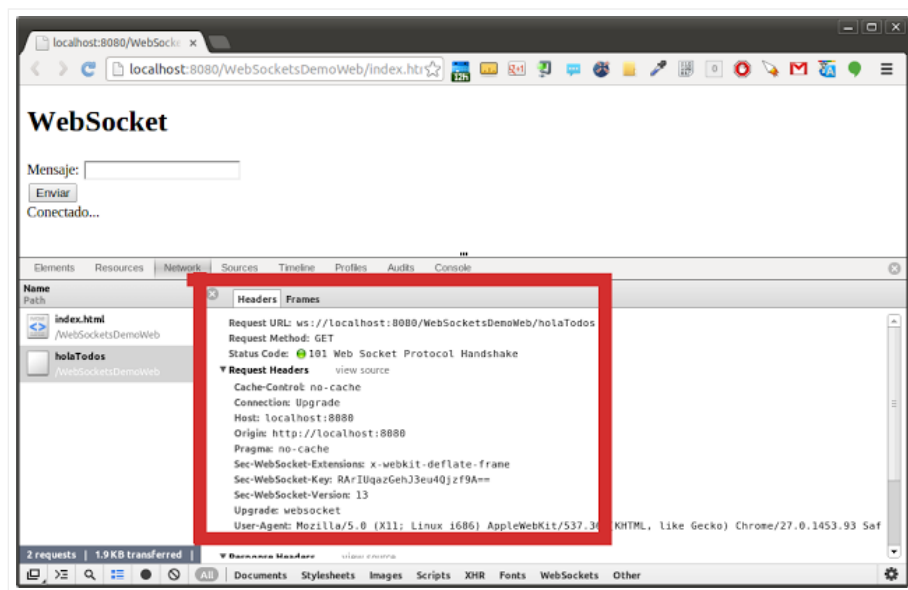 localhost:8080/WebSocke
localhost:8080/WebSocketsDemoWeb/index.htr
12h
WebSocket
Mensaje:
Enviar
Conectado...
Elements Resources Network Sources Timeline Profiles Audits Console
Name
Path
index.html
/WebSocketsDemoWeb
holaTodos
/WebSocketsDemoWeb
Headers Frames
Request URL: ws://localhost:8080/WebSocketsDemoWeb/holaTodos
Request Method: GET
Status Code: 101 Web Socket Protocol Handshake
Request Headers view source
Cache-Control: no-cache
Connection: Upgrade
Host: localhost:8080
Origin: http://localhost:8080
Pragma: no-cache
Sec-WebSocket-Extensions: x-webkit-deflate-frame
Sec-WebSocket-Key: RArIUqazGehJ3eu4Qjzf9A==
Sec-WebSocket-Version: 13
Upgrade: websocket
User-Agent: Mozilla/5.0 (X11; Linux i686) AppleWebKit/537.36 (KHTML, like Gecko) Chrome/27.0.1453.93 Saf
Response Headers view source
2 requests | 1.9 KB transferred |
All Documents Stylesheets Images Scripts XHR Fonts WebSockets Other